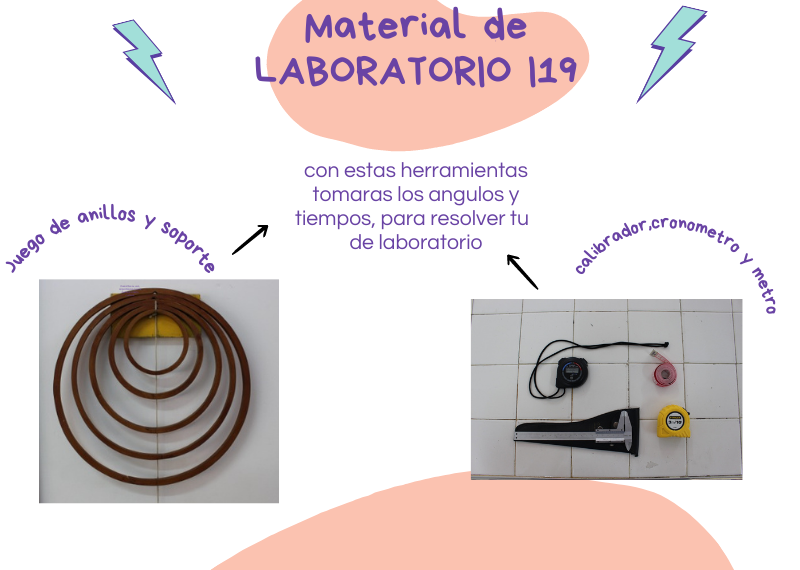 Material de
LABORATORIO 119
con estas herramientas
tomaras los angulos y
tiempos, para resolver tu
de laboratorio
Juego de anillos y soporte
calibrador,cronometro y metro